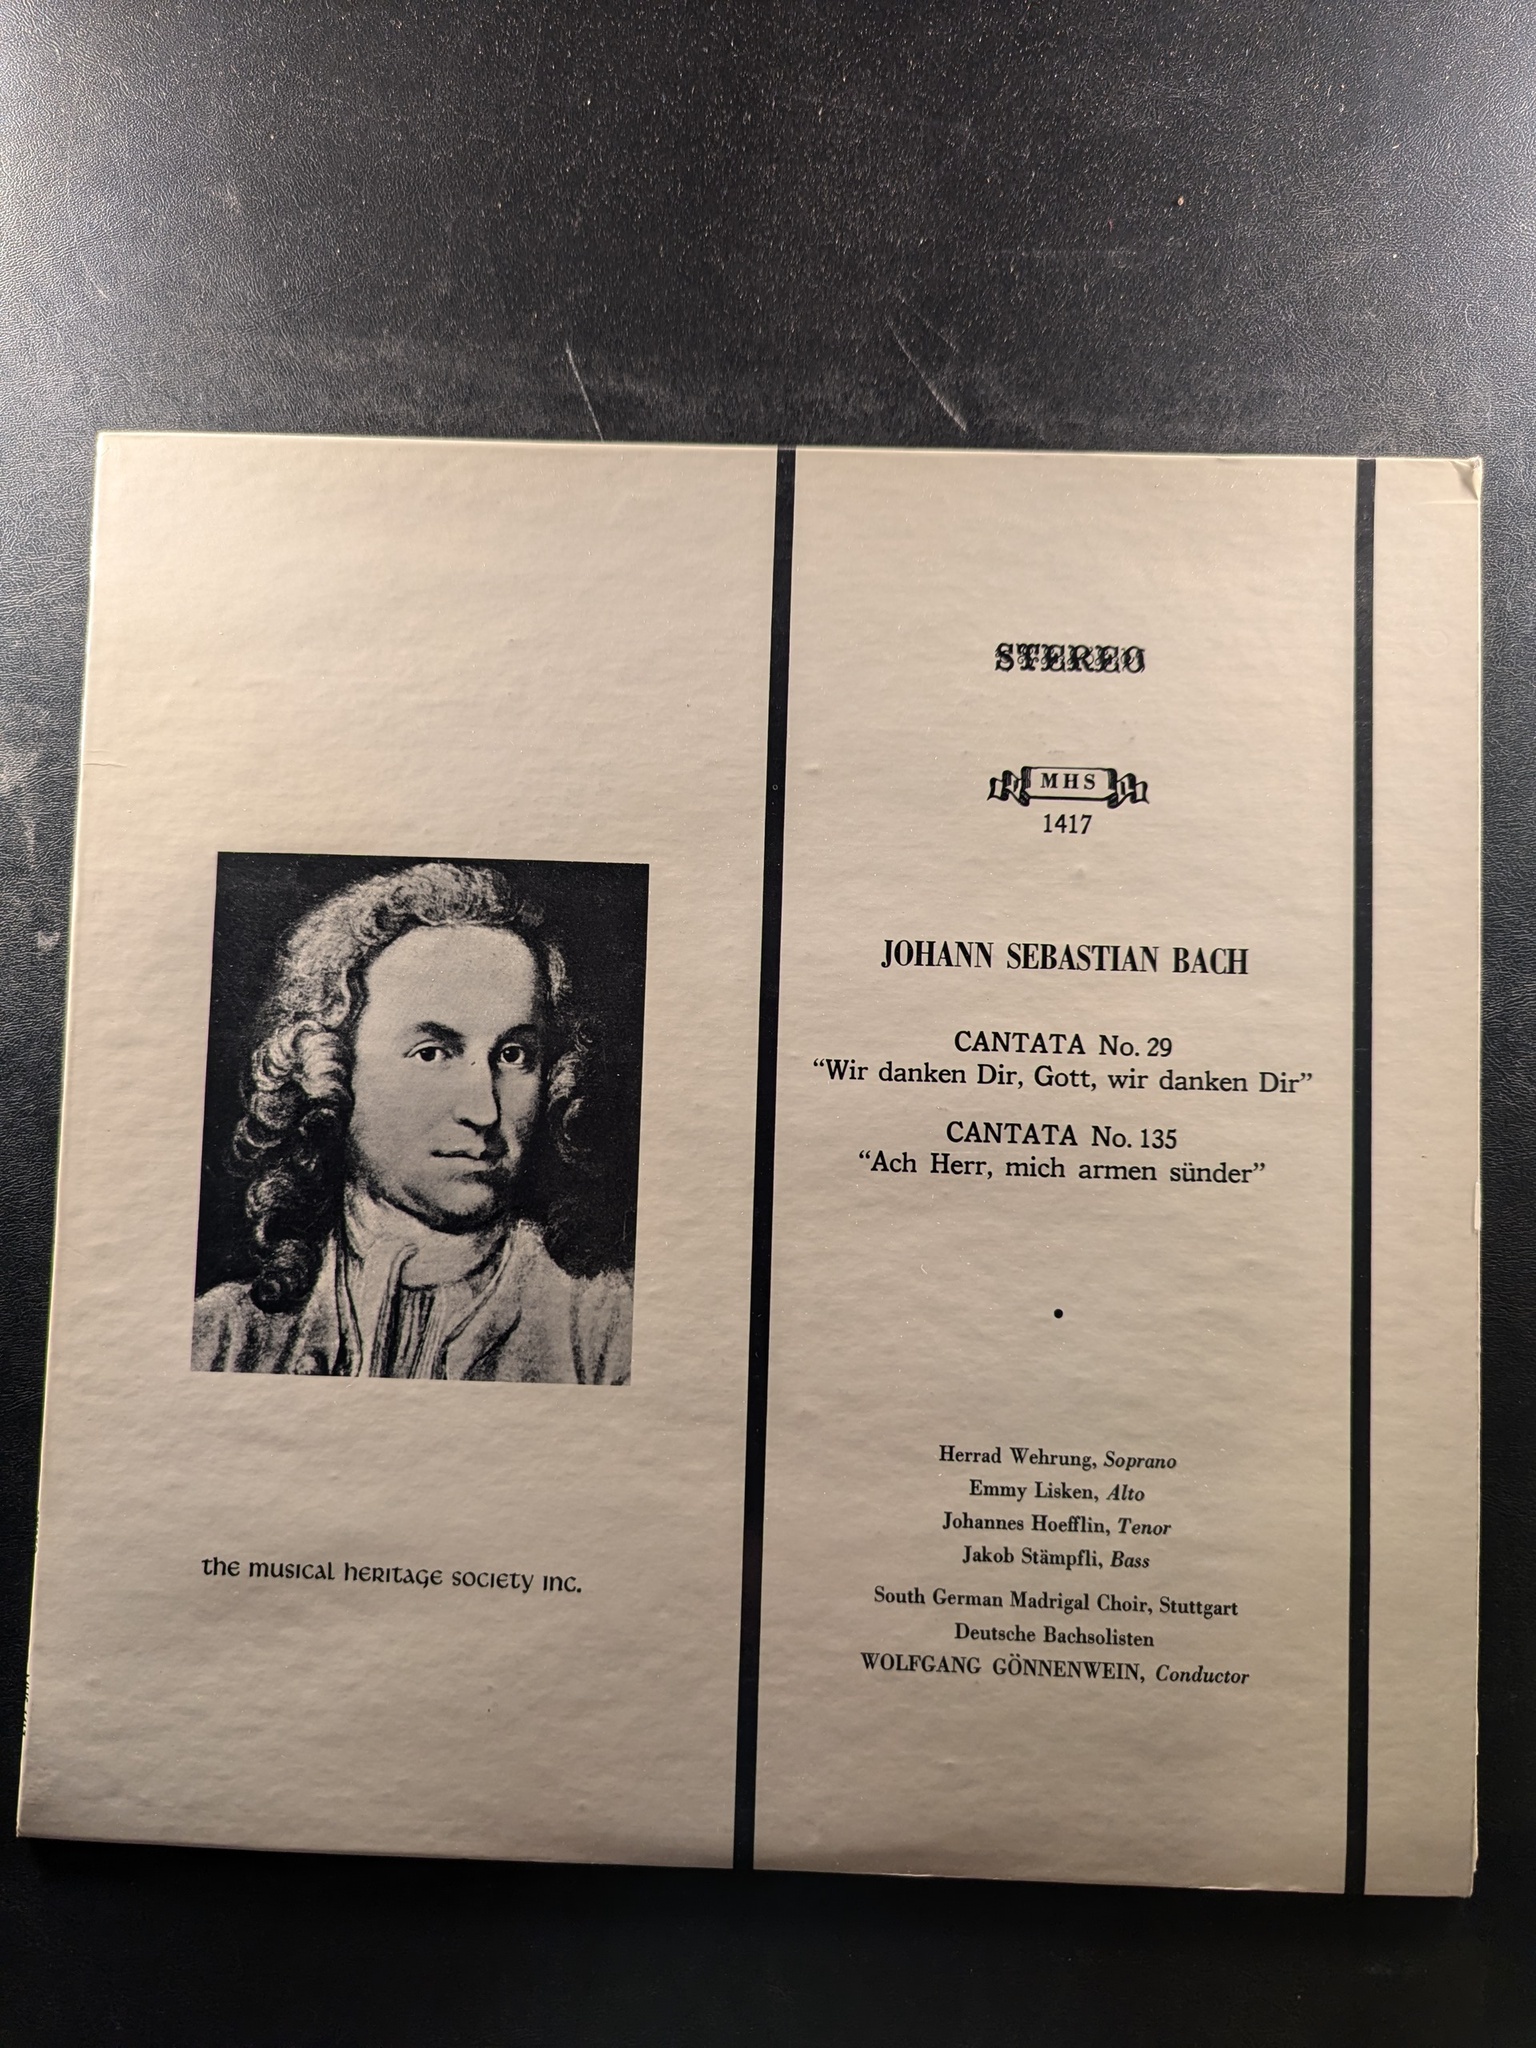 STEREO
MHS
1417
JOHANN SEBASTIAN BACH
CANTATA No. 29
“Wir danken Dir, Gott, wir danken Dir”
CANTATA No. 135
“Ach Herr, mich armen sünder”
•
Herrad Wehrung, Soprano
Emmy Lisken, Alto
Johannes Hoefflin, Tenor
Jakob Stämpfli, Bass
South German Madrigal Choir, Stuttgart
Deutsche Bachsolisten
WOLFGANG GÖNNENWEIN, Conductor
the musical heritage society inc.